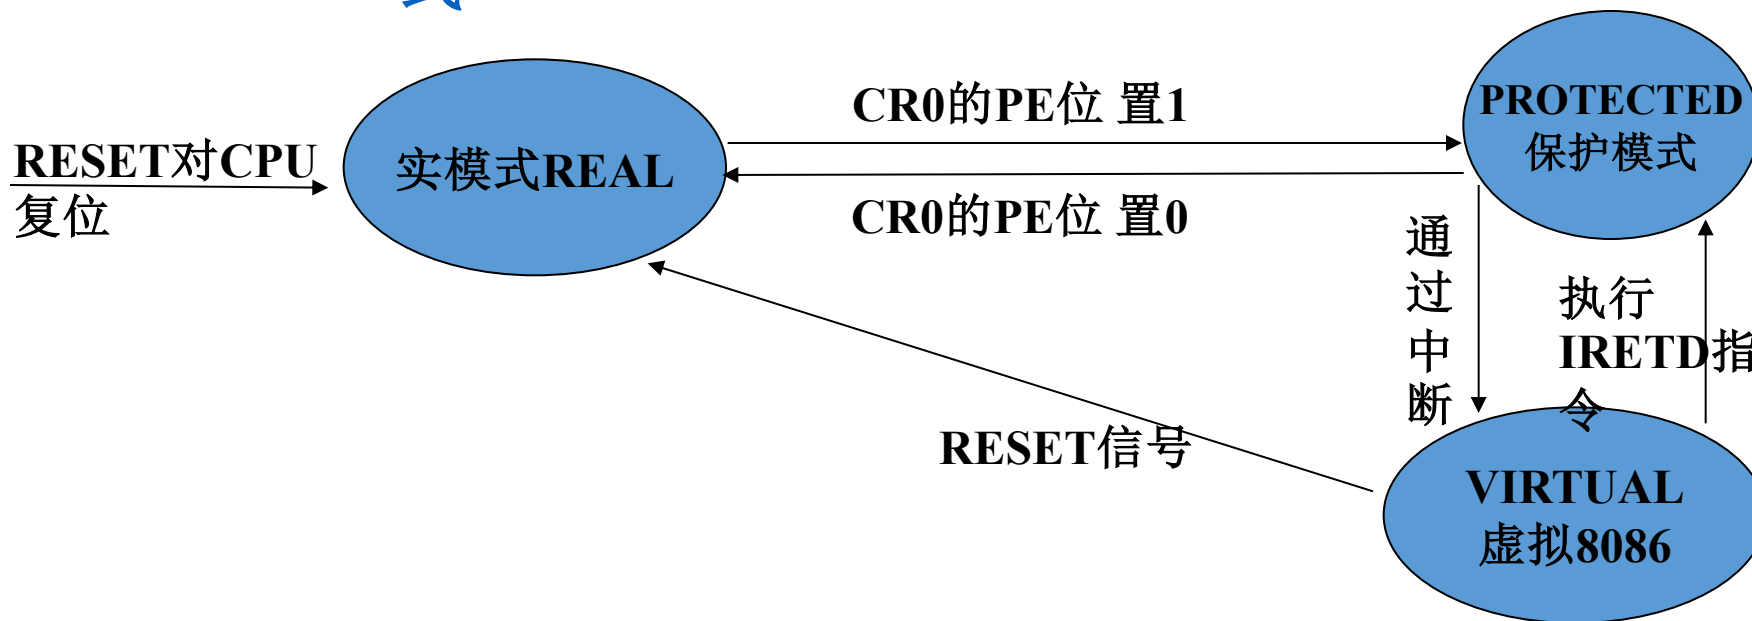 式
RESET对CPU
复位
实模式REAL
CR0的PE位 置1
CR0的PE位 置0
PROTECTED
保护模式
通
过
中
断
执行
IRETD指
令
RESET信号
VIRTUAL
虚拟8086